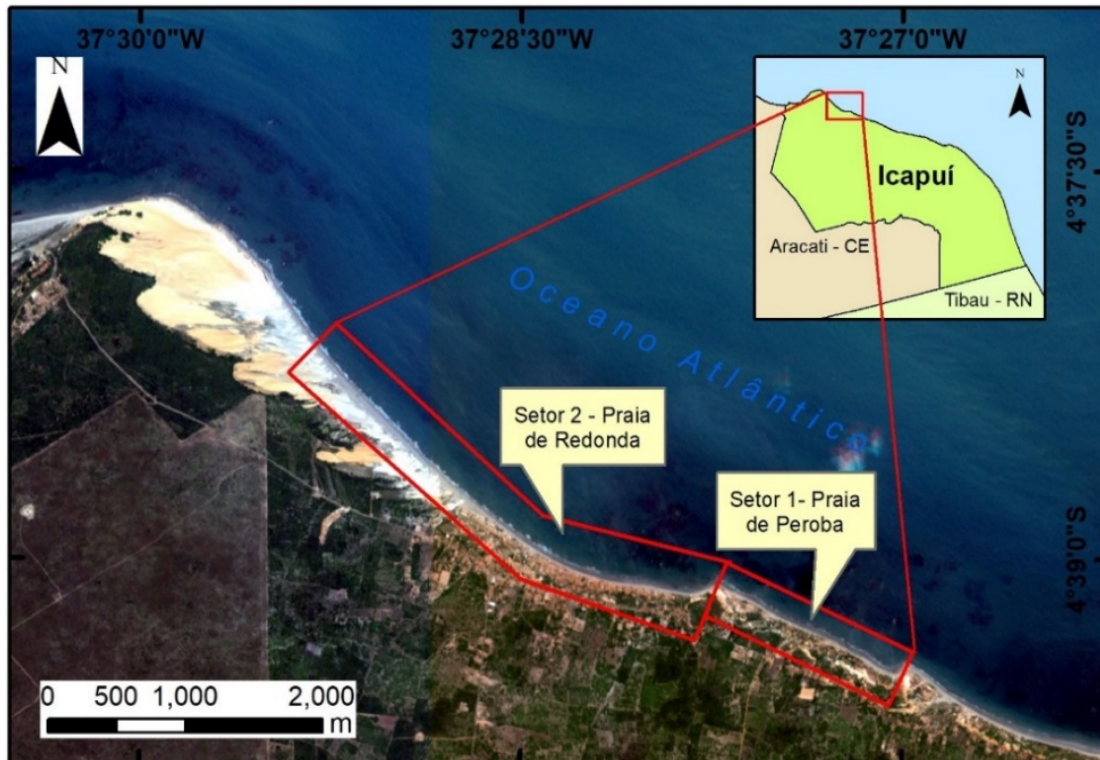 37°30'0"W
37°28'30"W
37°27'0"W
N
N
4°37'30"S
Icapuí
Aracati - CE
Tibau - RN
Oceano Atlântico
Setor 2 - Praia
de Redonda
Setor 1- Praia
de Peroba
4°39'0"S
0 500 1,000 2,000
m